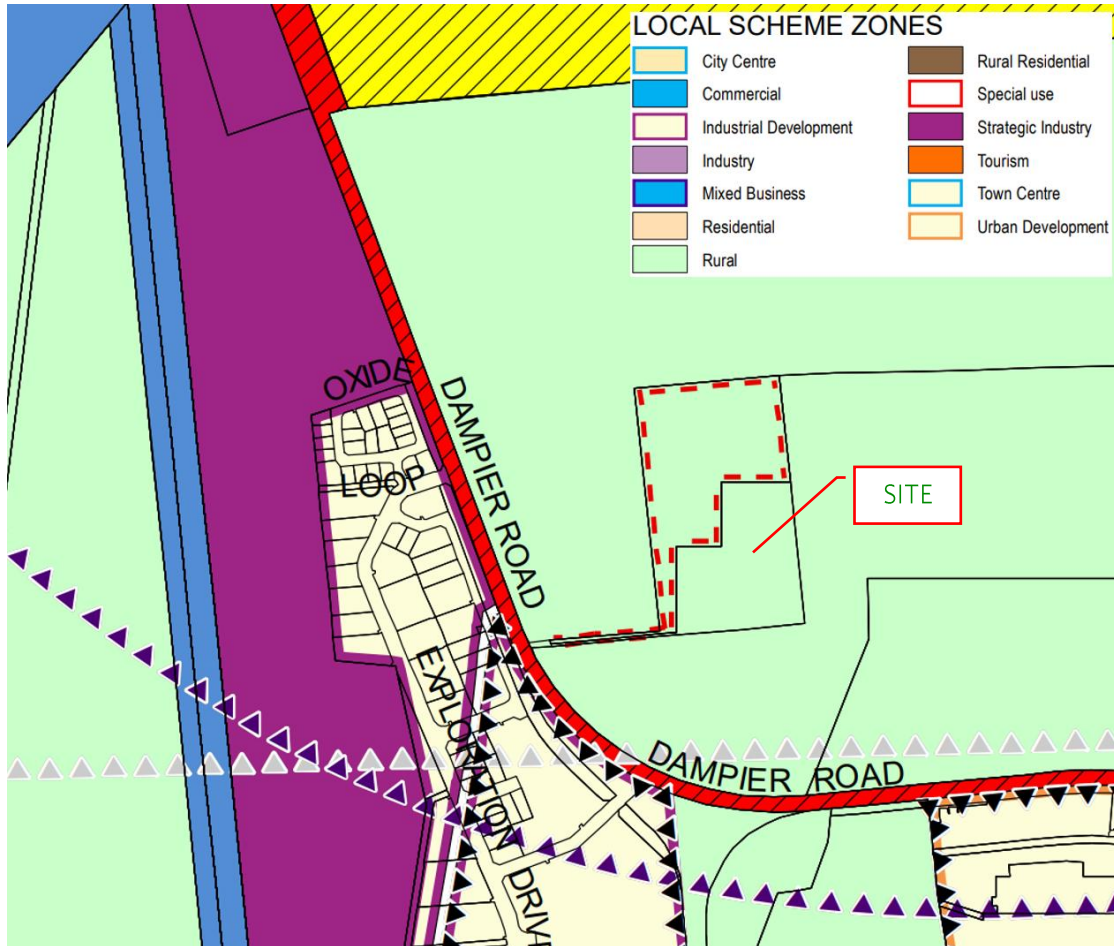 LOCAL SCHEME ZONES
City Centre
Commercial
Industrial Development
Industry
Mixed Business
Residential
Rural
Rural Residential
Special use
Strategic Industry
Tourism
Town Centre
Urban Development
OXIDE
LOOP
DAMPIER ROAD
SITE
EXPLORATION DRIVE
DAMPIER ROAD